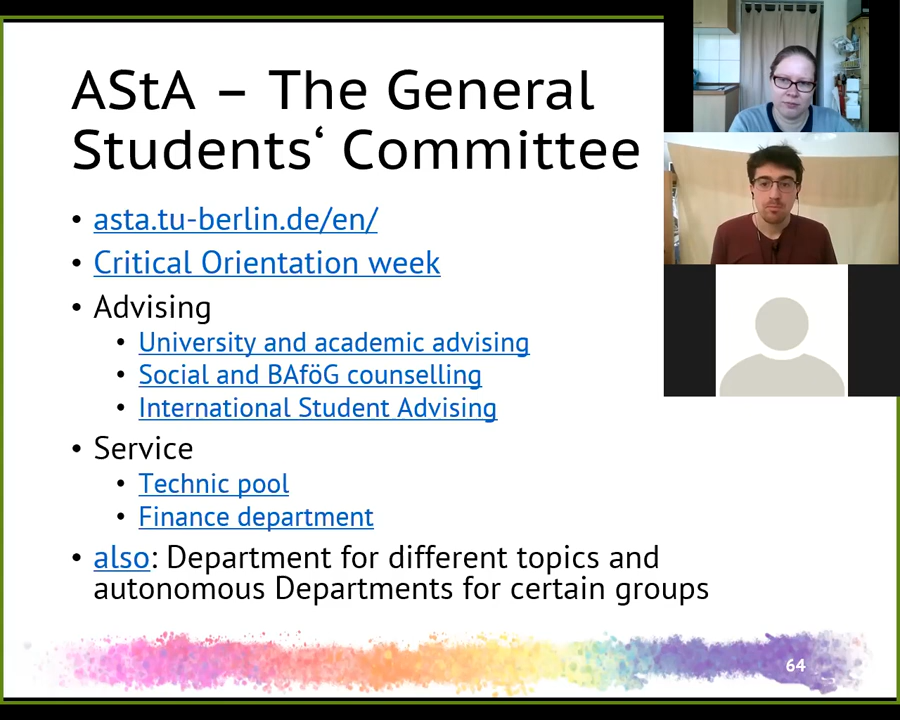 AStA – The General
Students‘ Committee
• asta.tu-berlin.de/en/
• Critical Orientation week
• Advising
• University and academic advising
• Social and BAföG counselling
• International Student Advising
• Service
• Technic pool
• Finance department
• also: Department for different topics and
autonomous Departments for certain groups
64